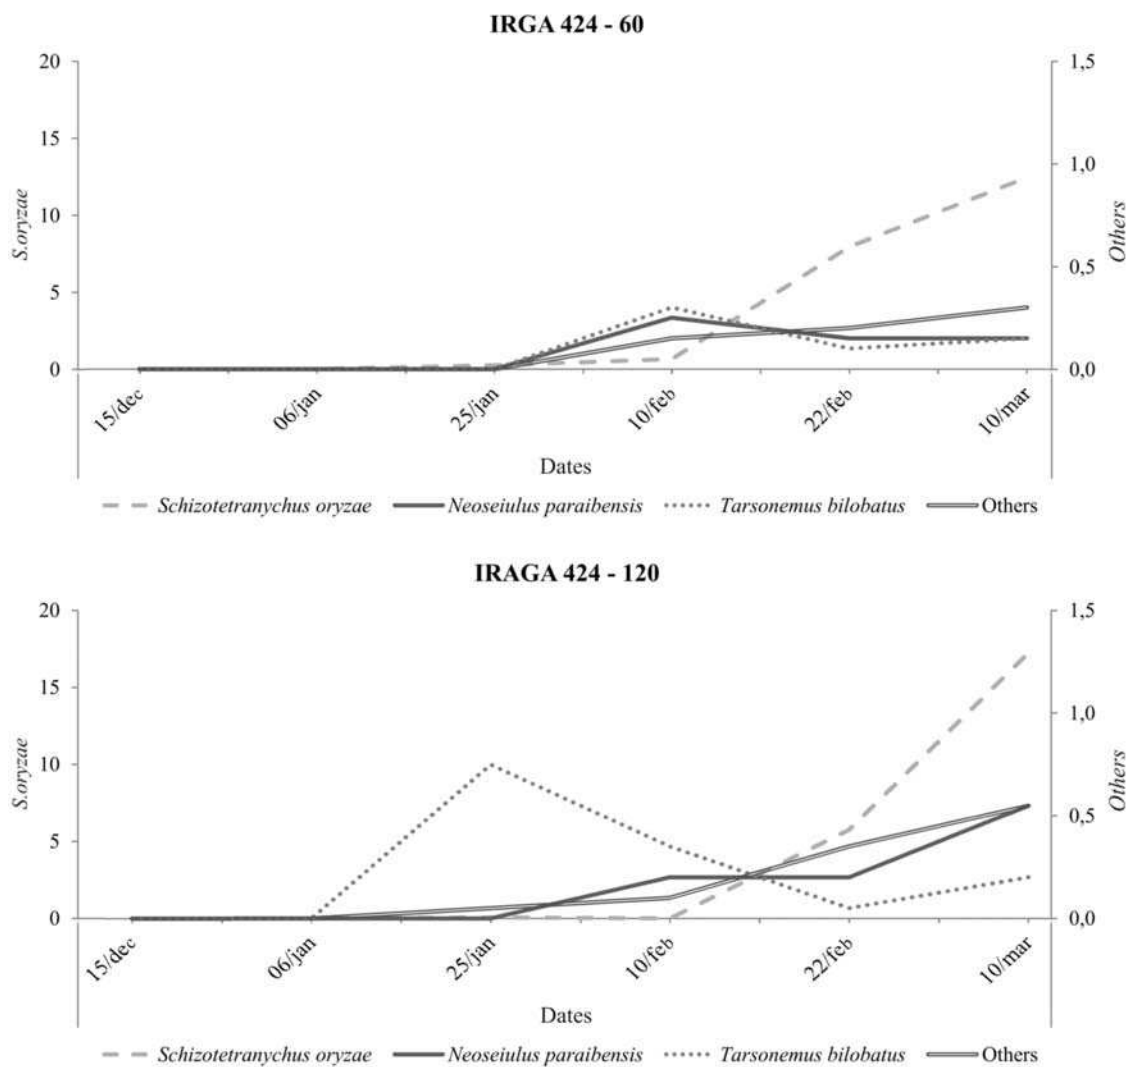 IRGA 424 - 60
20 1,5
15
1,0
10
0,5
5
0 0,0
S.oryzae
Others
15/dec 06/jan 25/jan 10/feb 22/feb 10/mar
Dates
Schizotetranychus oryzae Neoseiulus paraibensis Tarsonemus bilobatus Others
IRAGA 424 - 120
20 1,5
15
1,0
10
0,5
5
0 0,0
S.oryzae
Others
15/dec 06/jan 25/jan 10/feb 22/feb 10/mar
Dates
Schizotetranychus oryzae Neoseiulus paraibensis Tarsonemus bilobatus Others